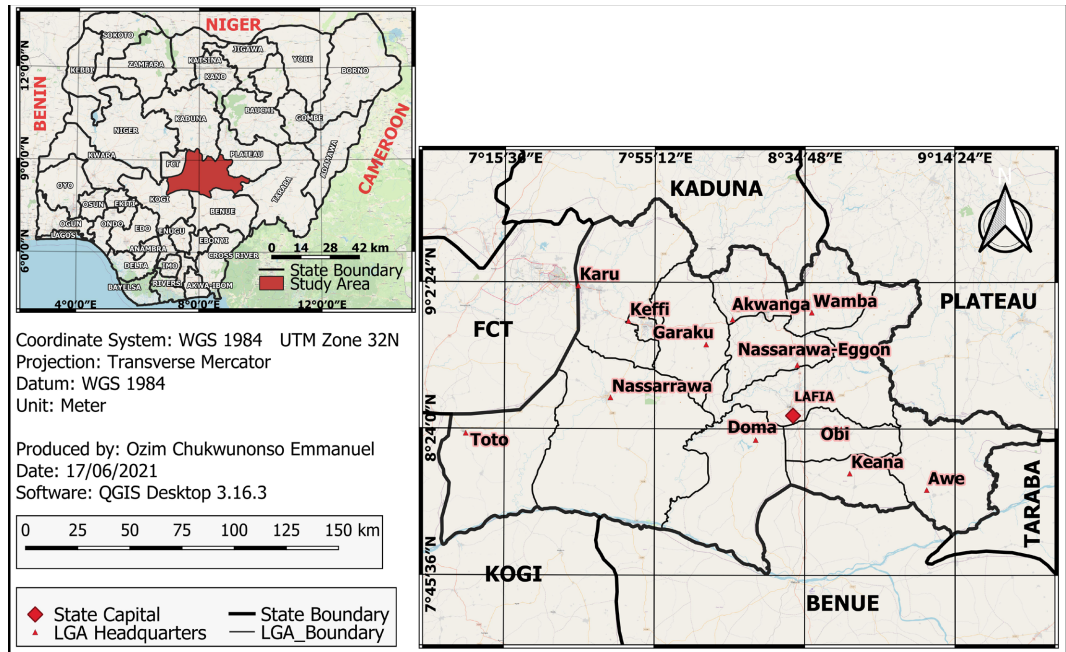 NIGER
BENIN
CAMEROON
SOKOTO
KEBBI
ZAMFARA
KATSINA
KANO
JIGAWA
YOBE
BORNO
NIGER
KADUNA
BAUCHI
GOMBE
KWARA
FCT
PLATEAU
ADAMAWA
TARABA
OYO
OSUN
EKITI
KOGI
BENUE
OGUN
LAGOS
ONDO
EDO
ENUGU
EBONYI
ANAMBRA
CROSS RIVER
DELTA
IMO
BAYELSA
RIVERS
AKWA-IBOM
12°0'0"N
9°0'0"N
6°0'0"N
4°0'0"E
8°0'0"E
12°0'0"E
0 14 28 42 km
State Boundary
Study Area
Coordinate System: WGS 1984 UTM Zone 32N
Projection: Transverse Mercator
Datum: WGS 1984
Unit: Meter
Produced by: Ozim Chukwunonso Emmanuel
Date: 17/06/2021
Software: QGIS Desktop 3.16.3
0 25 50 75 100 125 150 km
State Capital
LGA Headquarters
State Boundary
LGA_Boundary
7°15'36"E
7°55'12"E
8°34'48"E
9°14'24"E
9°2'24"N
8°24'0"N
7°45'36"N
N
KADUNA
PLATEAU
FCT
TARABA
KOGI
BENUE
Karu
Keffi
Garaku
Akwanga
Wamba
Nassarawa-Eggon
Nassarrawa
LAFIA
Toto
Doma
Obi
Keana
Awe